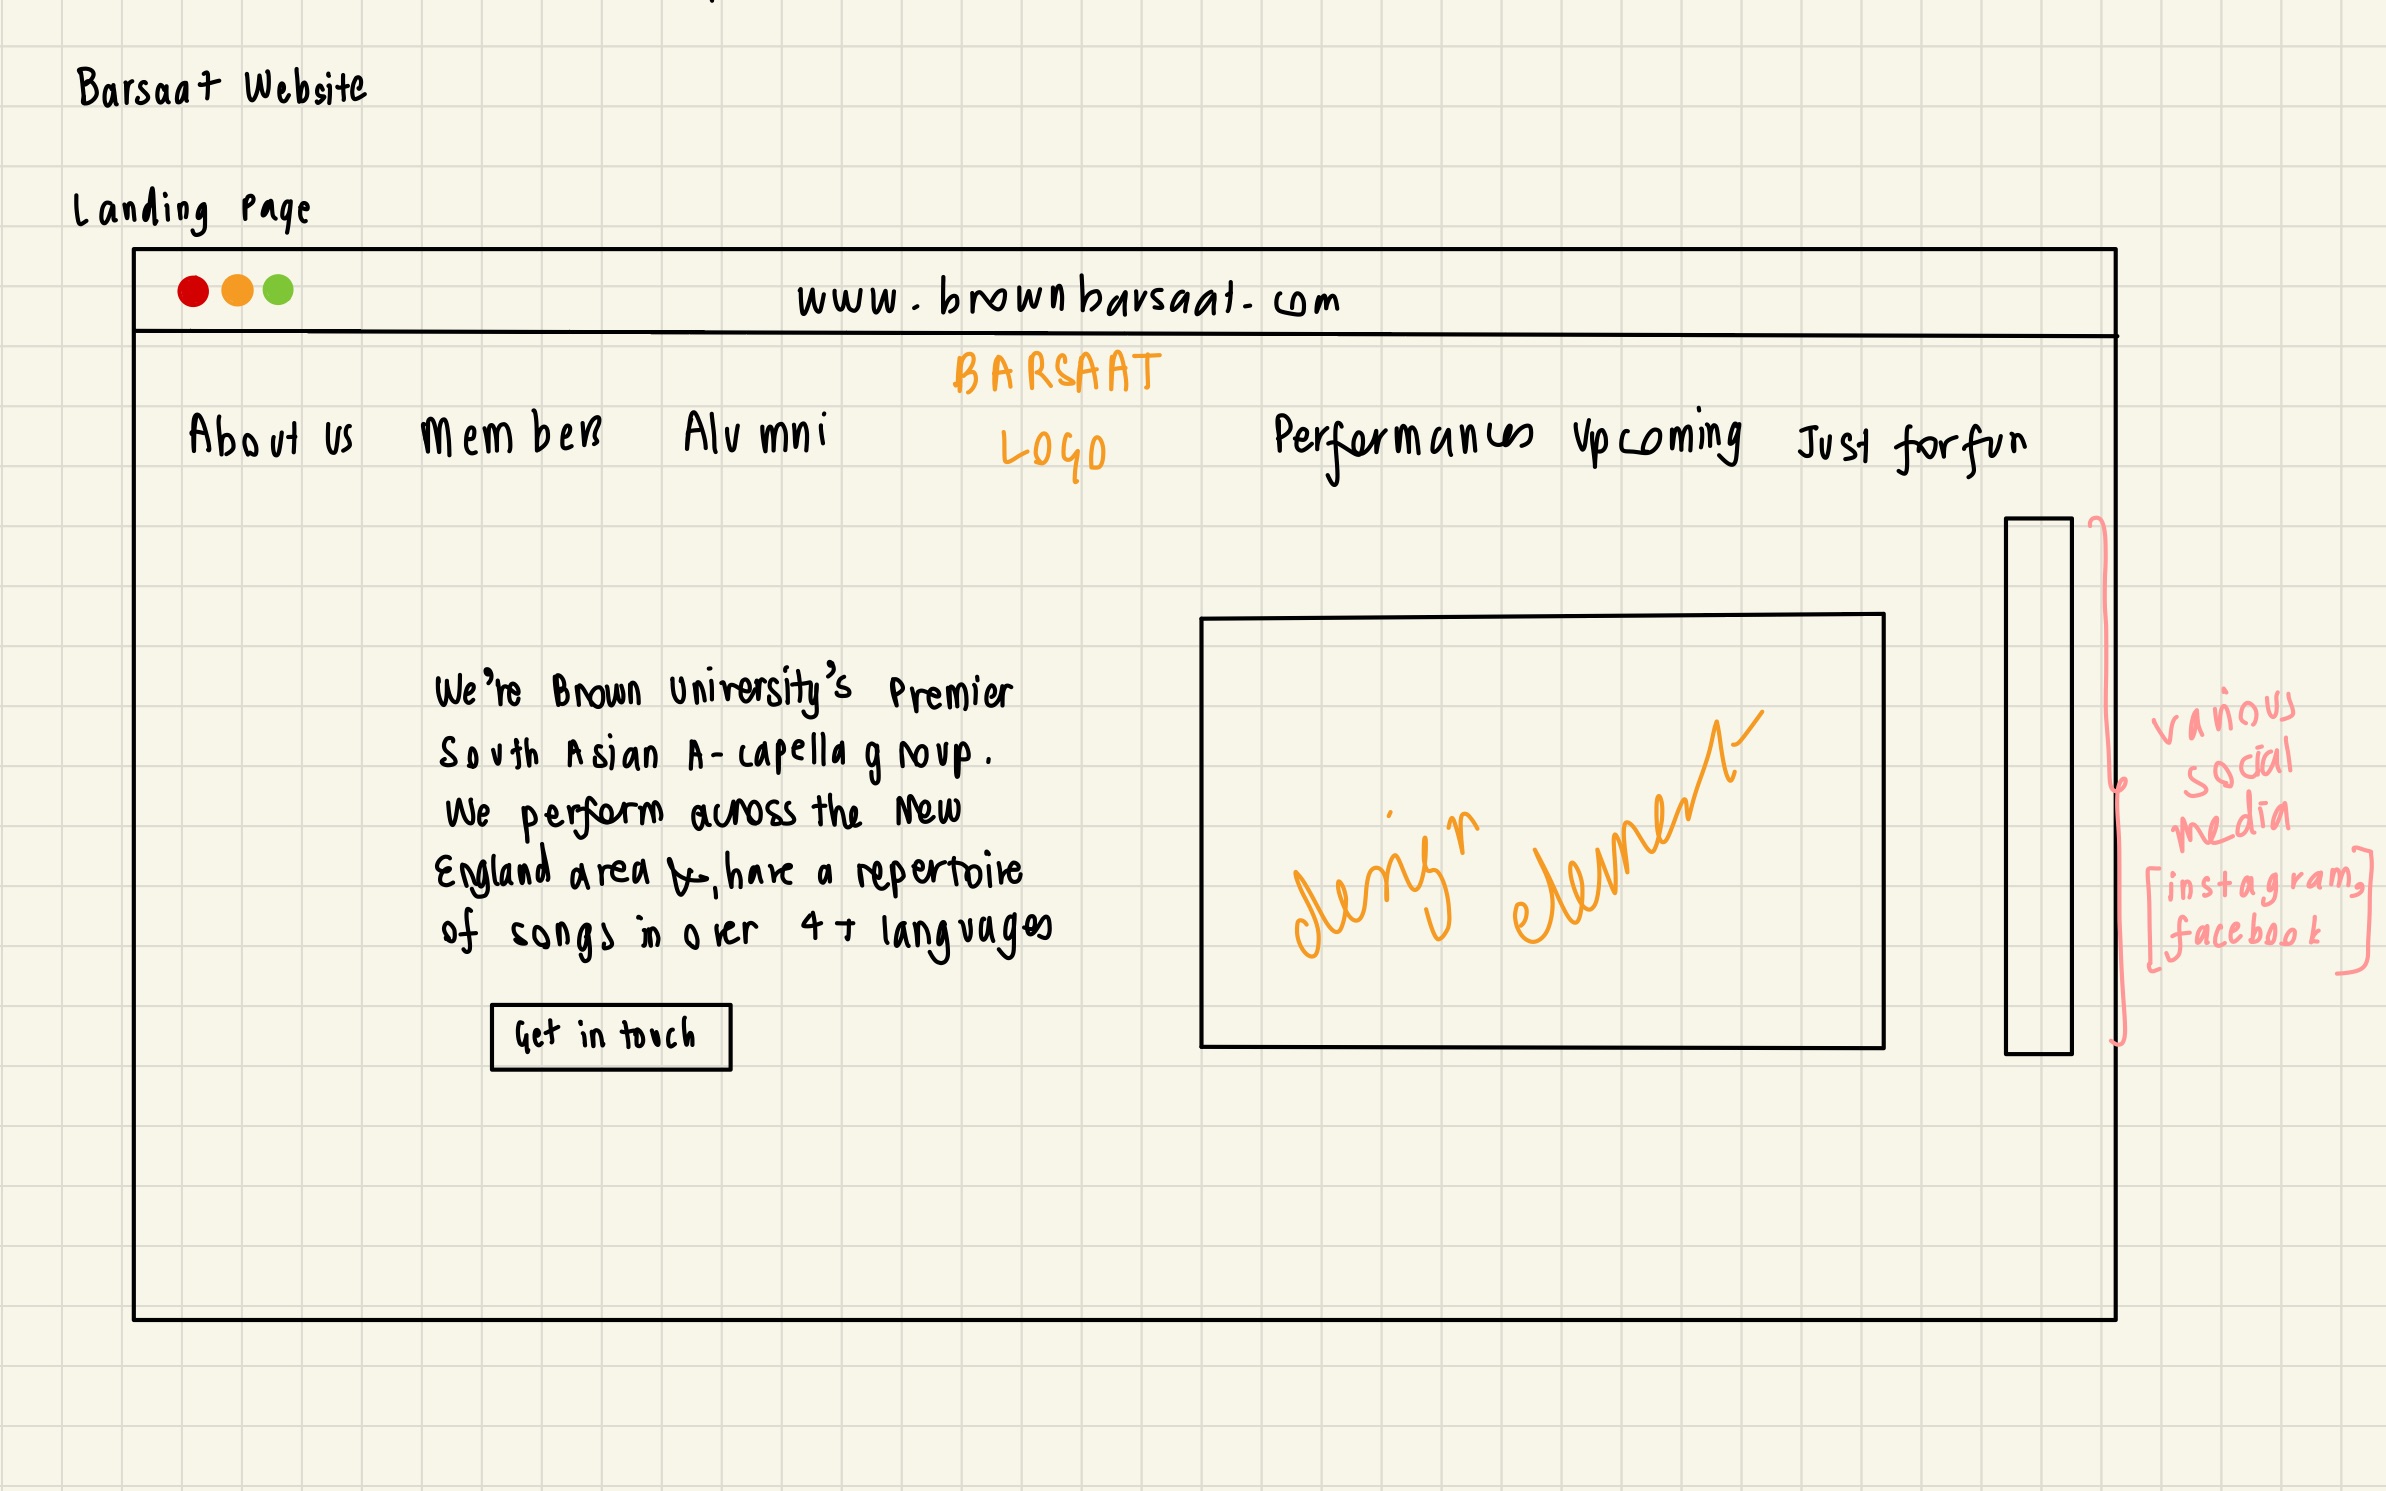 Barsaat Website
Landing Page
www.brownbarsaat.com
BARSAAT
LOGO
About us Members Alumni Performances Upcoming Just for fun
We're Brown University's Premier
South Asian A-capella group.
We perform across the New
England area &, have a repertoire
of songs in over 4+ languages
Get in touch
design element
various
social
media
[instagram,
facebook]